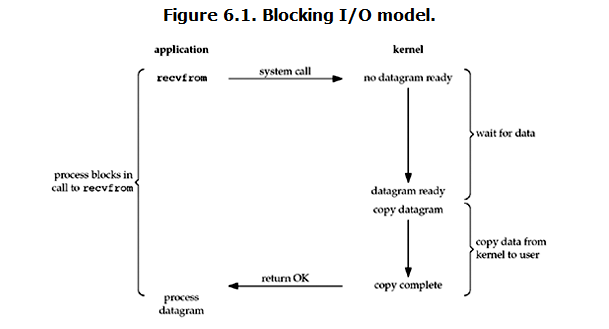 Figure 6.1. Blocking I/O model.
application
kernel
recvfrom
system call
no datagram ready
wait for data
process blocks in
call to recvfrom
datagram ready
copy datagram
copy data from
kernel to user
return OK
copy complete
process
datagram